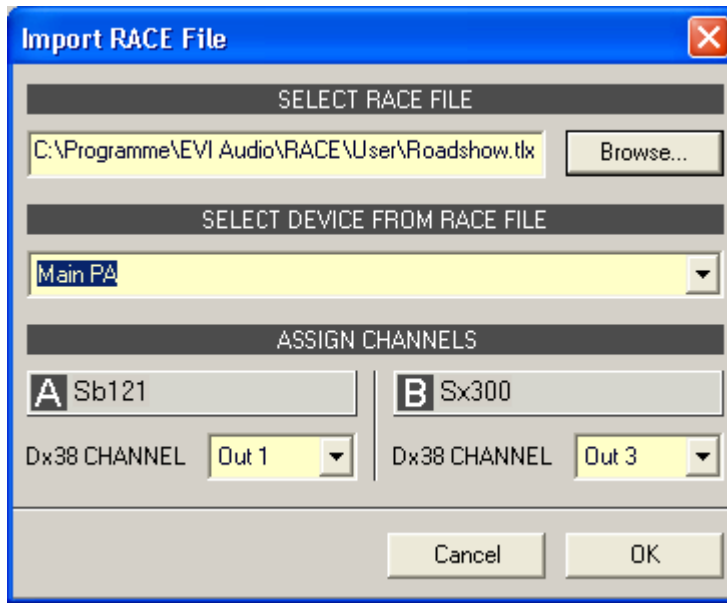 Import RACE File
SELECT RACE FILE
C:\Programme\EVI Audio\RACE\User\Roadshow.tlx Browse...
SELECT DEVICE FROM RACE FILE
Main PA
ASSIGN CHANNELS
A Sb121 B Sx300
Dx38 CHANNEL Out 1 Dx38 CHANNEL Out 3
Cancel OK